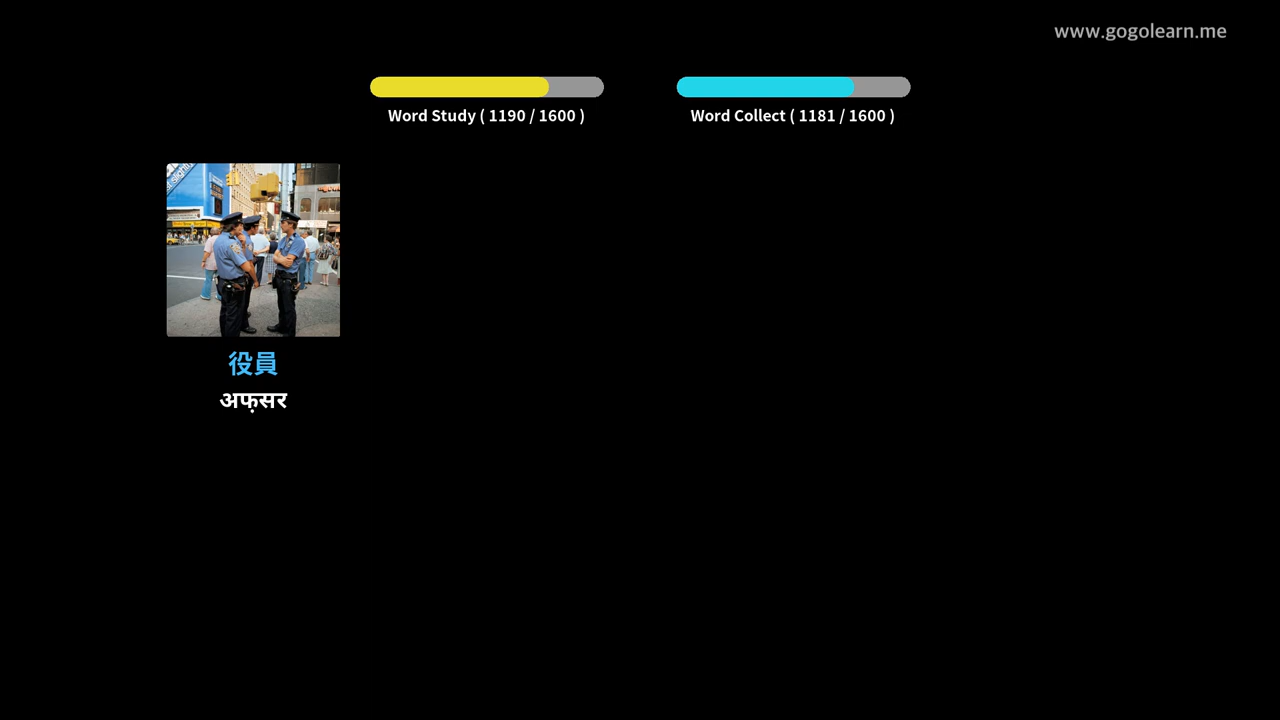 www.gogolearn.me
Word Study ( 1190 / 1600 )
Word Collect ( 1181 / 1600 )
役員
अफ़सर